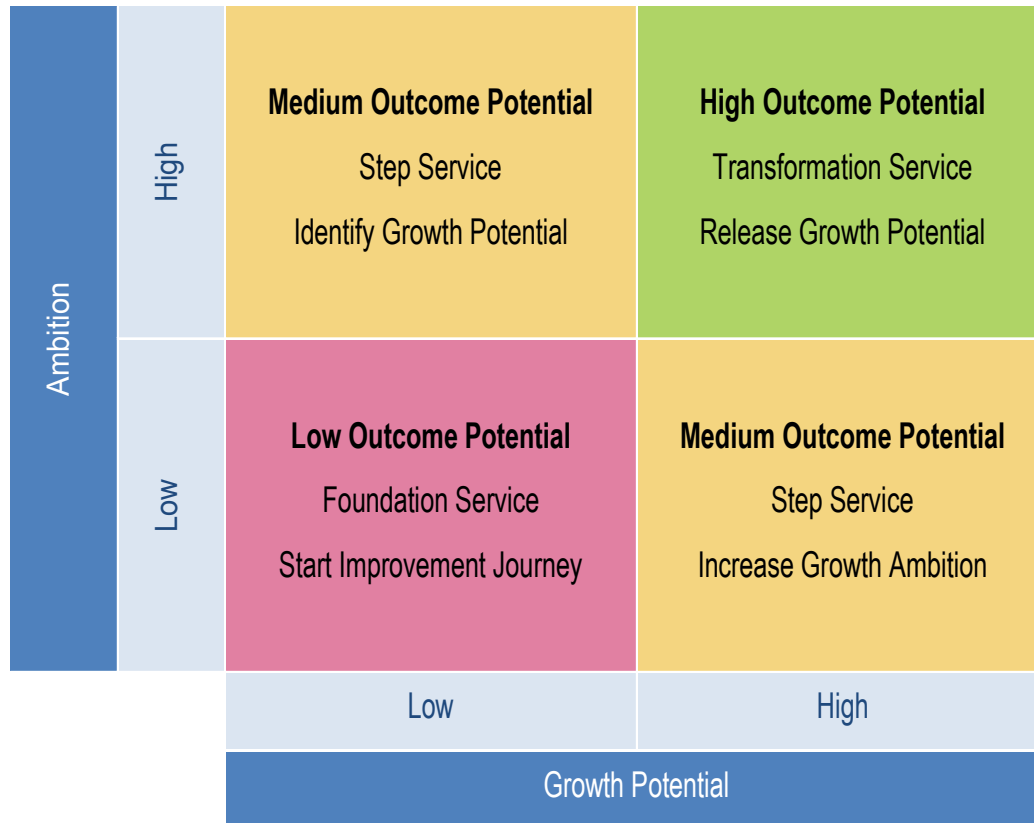 Ambition
High
Medium Outcome Potential
Step Service
Identify Growth Potential
High Outcome Potential
Transformation Service
Release Growth Potential
Low
Low Outcome Potential
Foundation Service
Start Improvement Journey
Medium Outcome Potential
Step Service
Increase Growth Ambition
Low
High
Growth Potential